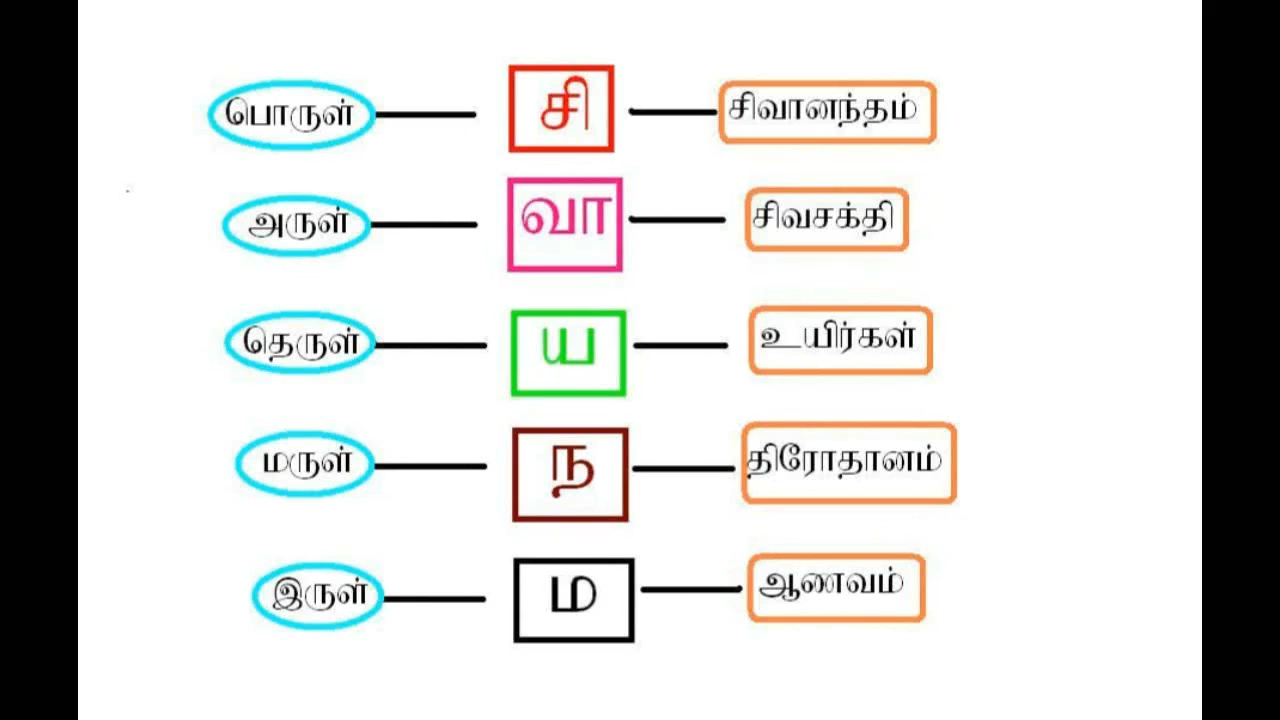 பொருள் சி சிவானந்தம்
அருள் வா சிவசக்தி
தெருள் ய உயிர்கள்
மருள் ந திரோதானம்
இருள் ம ஆணவம்